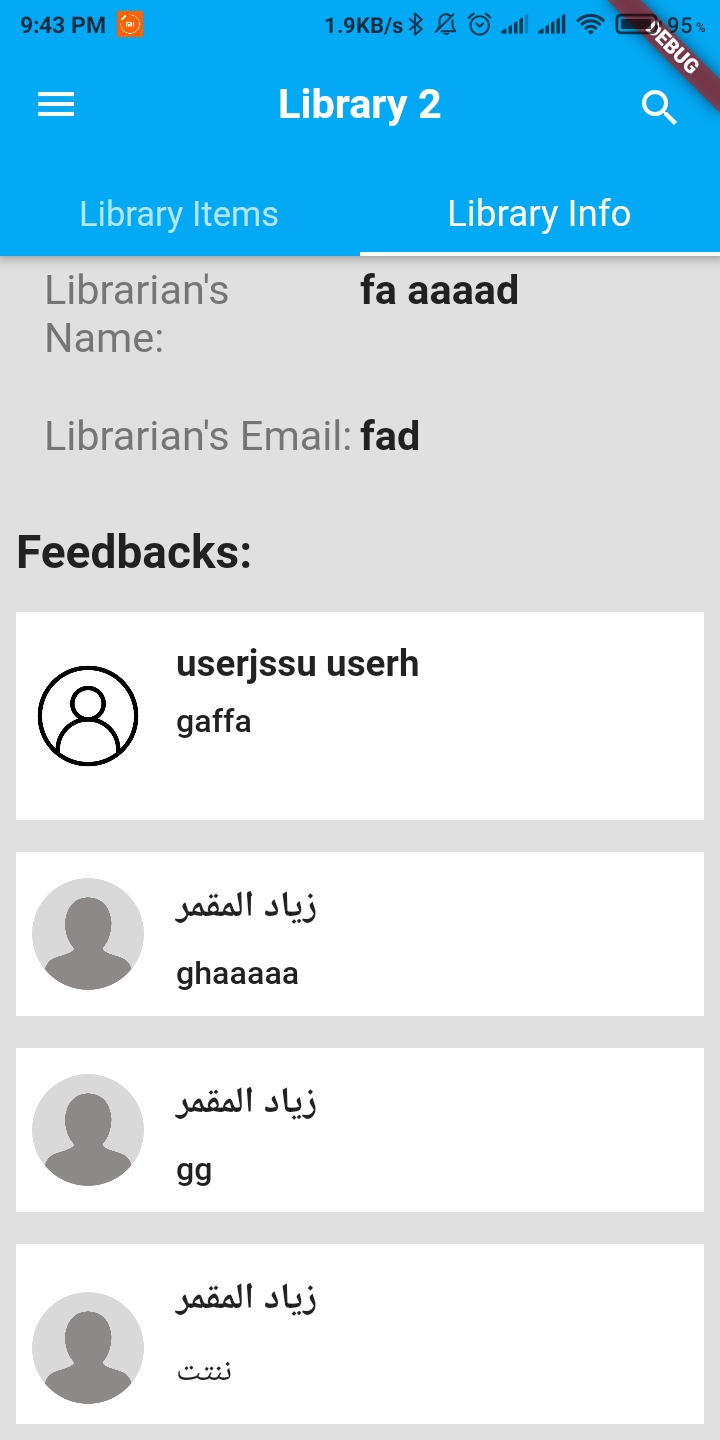 9:43 PM 1.9KB/s 95 %
DEBUG
Library 2
Library Items Library Info
Librarian's Name: fa aaaad
Librarian's Email: fad
Feedbacks:
userjssu userh
gaffa
زياد المقمر
ghaaaaa
زياد المقمر
gg
زياد المقمر
ننتت